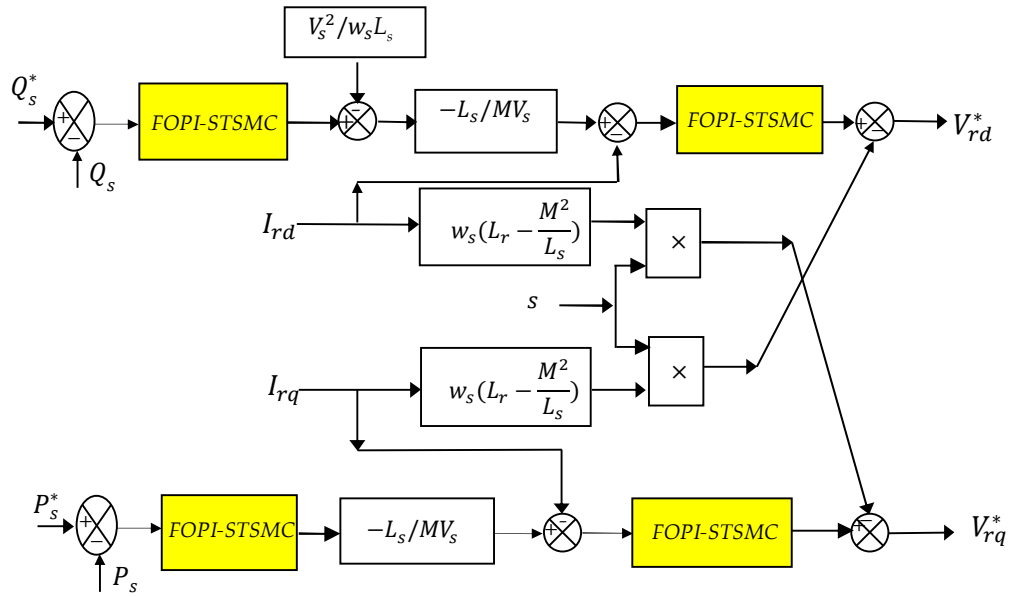 V_s^2/w_sL_s
Q_s^*
+
−
Q_s
FOPI-STSMC
+
-
−L_s/MV_s
−
FOPI-STSMC
+
−
V_rd^*
I_rd
w_s(L_r − M^2/L_s)
×
s
I_rq
w_s(L_r − M^2/L_s)
×
P_s^*
+
−
P_s
FOPI-STSMC
−L_s/MV_s
+
-
FOPI-STSMC
+
−
V_rq^*